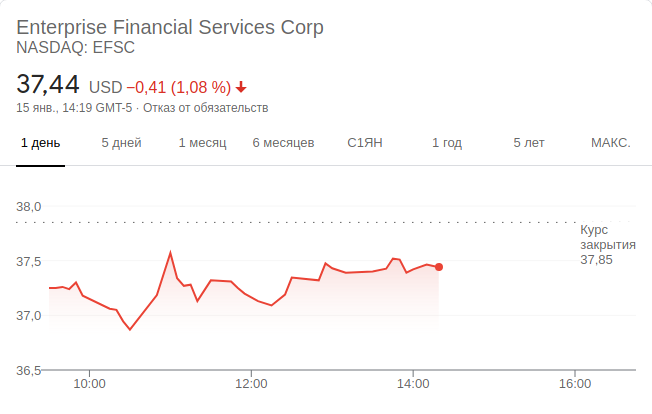 Enterprise Financial Services Corp
NASDAQ: EFSC
37,44 USD −0,41 (1,08 %)
15 янв., 14:19 GMT-5 · Отказ от обязательств
1 день 5 дней 1 месяц 6 месяцев С1ЯН 1 год 5 лет МАКС.
38,0
Курс
закрытия
37,5
37,85
37,0
36,5
10:00 12:00 14:00 16:00